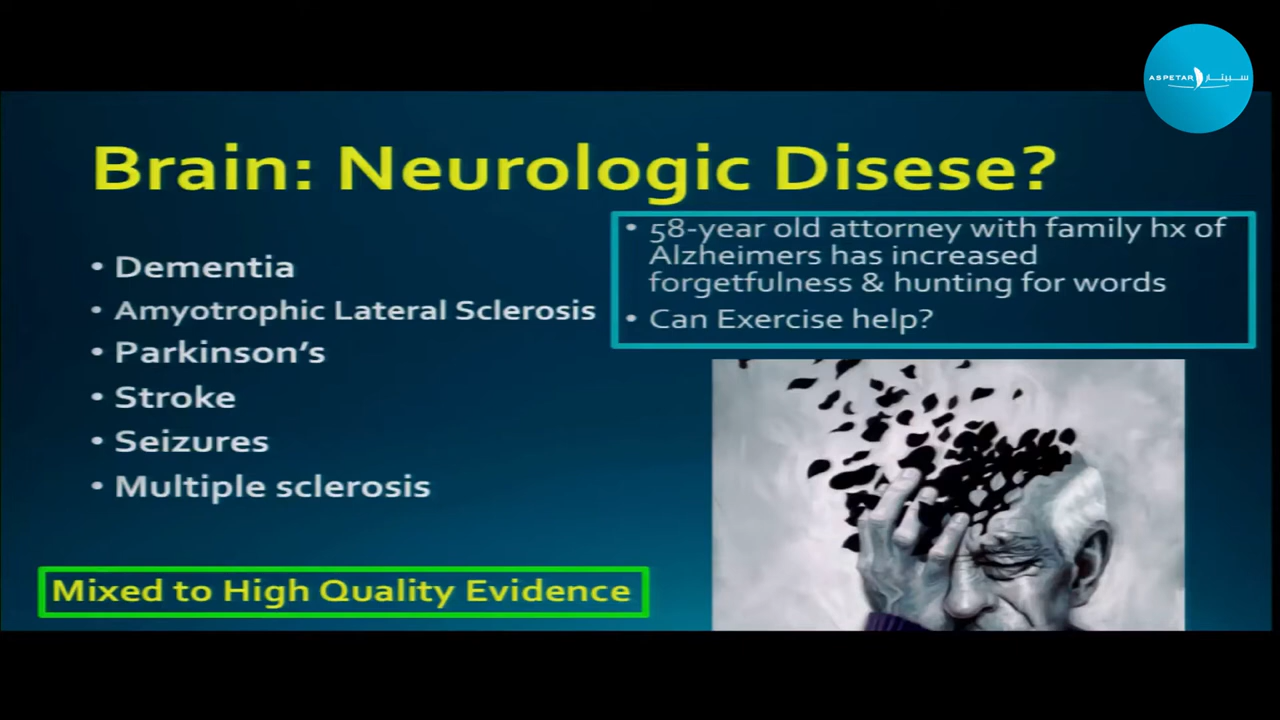 ASPETAR سبيتار
Brain: Neurologic Disese?
• Dementia
• Amyotrophic Lateral Sclerosis
• Parkinson’s
• Stroke
• Seizures
• Multiple sclerosis
• 58-year old attorney with family hx of
Alzheimers has increased
forgetfulness & hunting for words
• Can Exercise help?
Mixed to High Quality Evidence